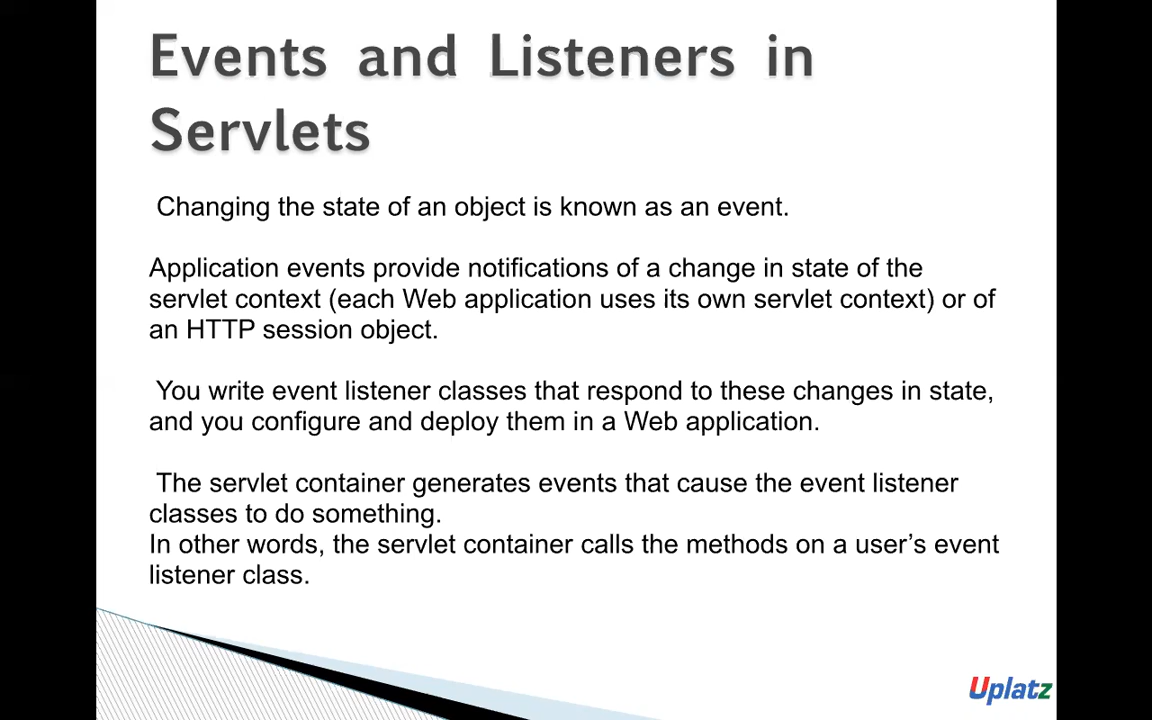 Events and Listeners in
Servlets
Changing the state of an object is known as an event.
Application events provide notifications of a change in state of the
servlet context (each Web application uses its own servlet context) or of
an HTTP session object.
You write event listener classes that respond to these changes in state,
and you configure and deploy them in a Web application.
The servlet container generates events that cause the event listener
classes to do something.
In other words, the servlet container calls the methods on a user’s event
listener class.
Uplatz